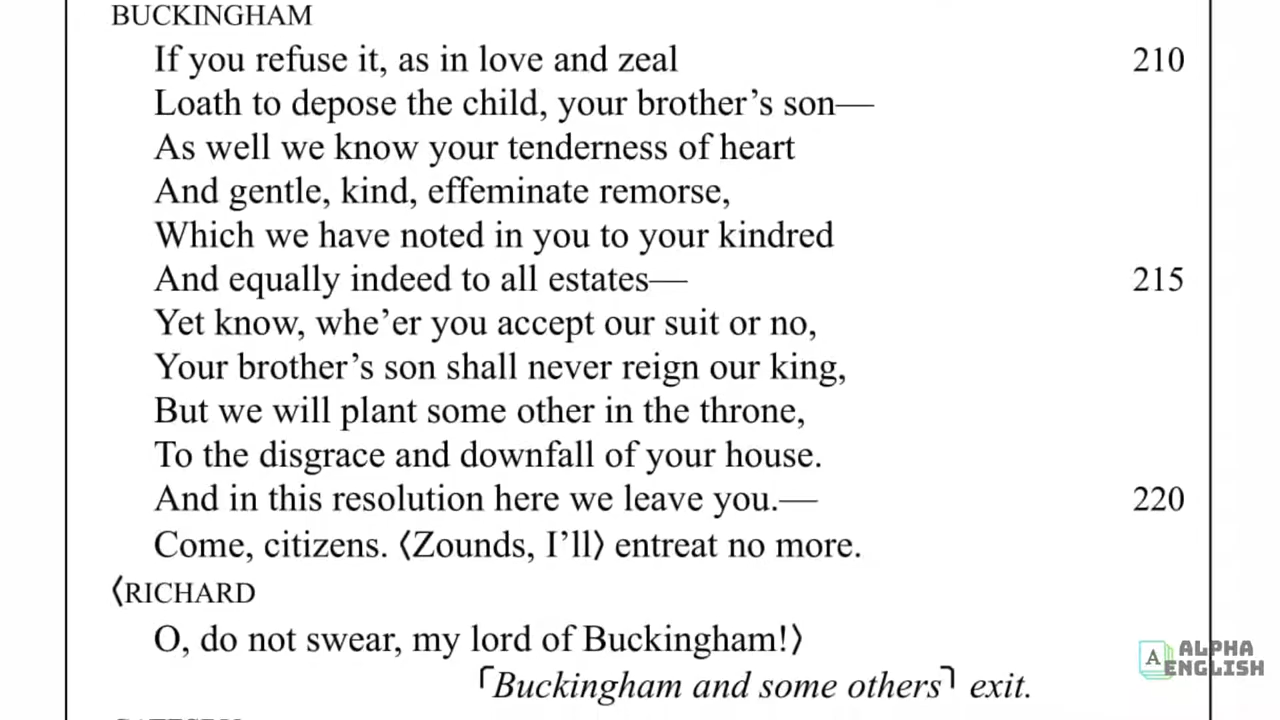 BUCKINGHAM
If you refuse it, as in love and zeal 210
Loath to depose the child, your brother’s son—
As well we know your tenderness of heart
And gentle, kind, effeminate remorse,
Which we have noted in you to your kindred
And equally indeed to all estates— 215
Yet know, whe’er you accept our suit or no,
Your brother’s son shall never reign our king,
But we will plant some other in the throne,
To the disgrace and downfall of your house.
And in this resolution here we leave you.— 220
Come, citizens. ⟨Zounds, I’ll⟩ entreat no more.
⟨RICHARD
O, do not swear, my lord of Buckingham!⟩
⌜Buckingham and some others⌝ exit.
A ALPHA
ENGLISH